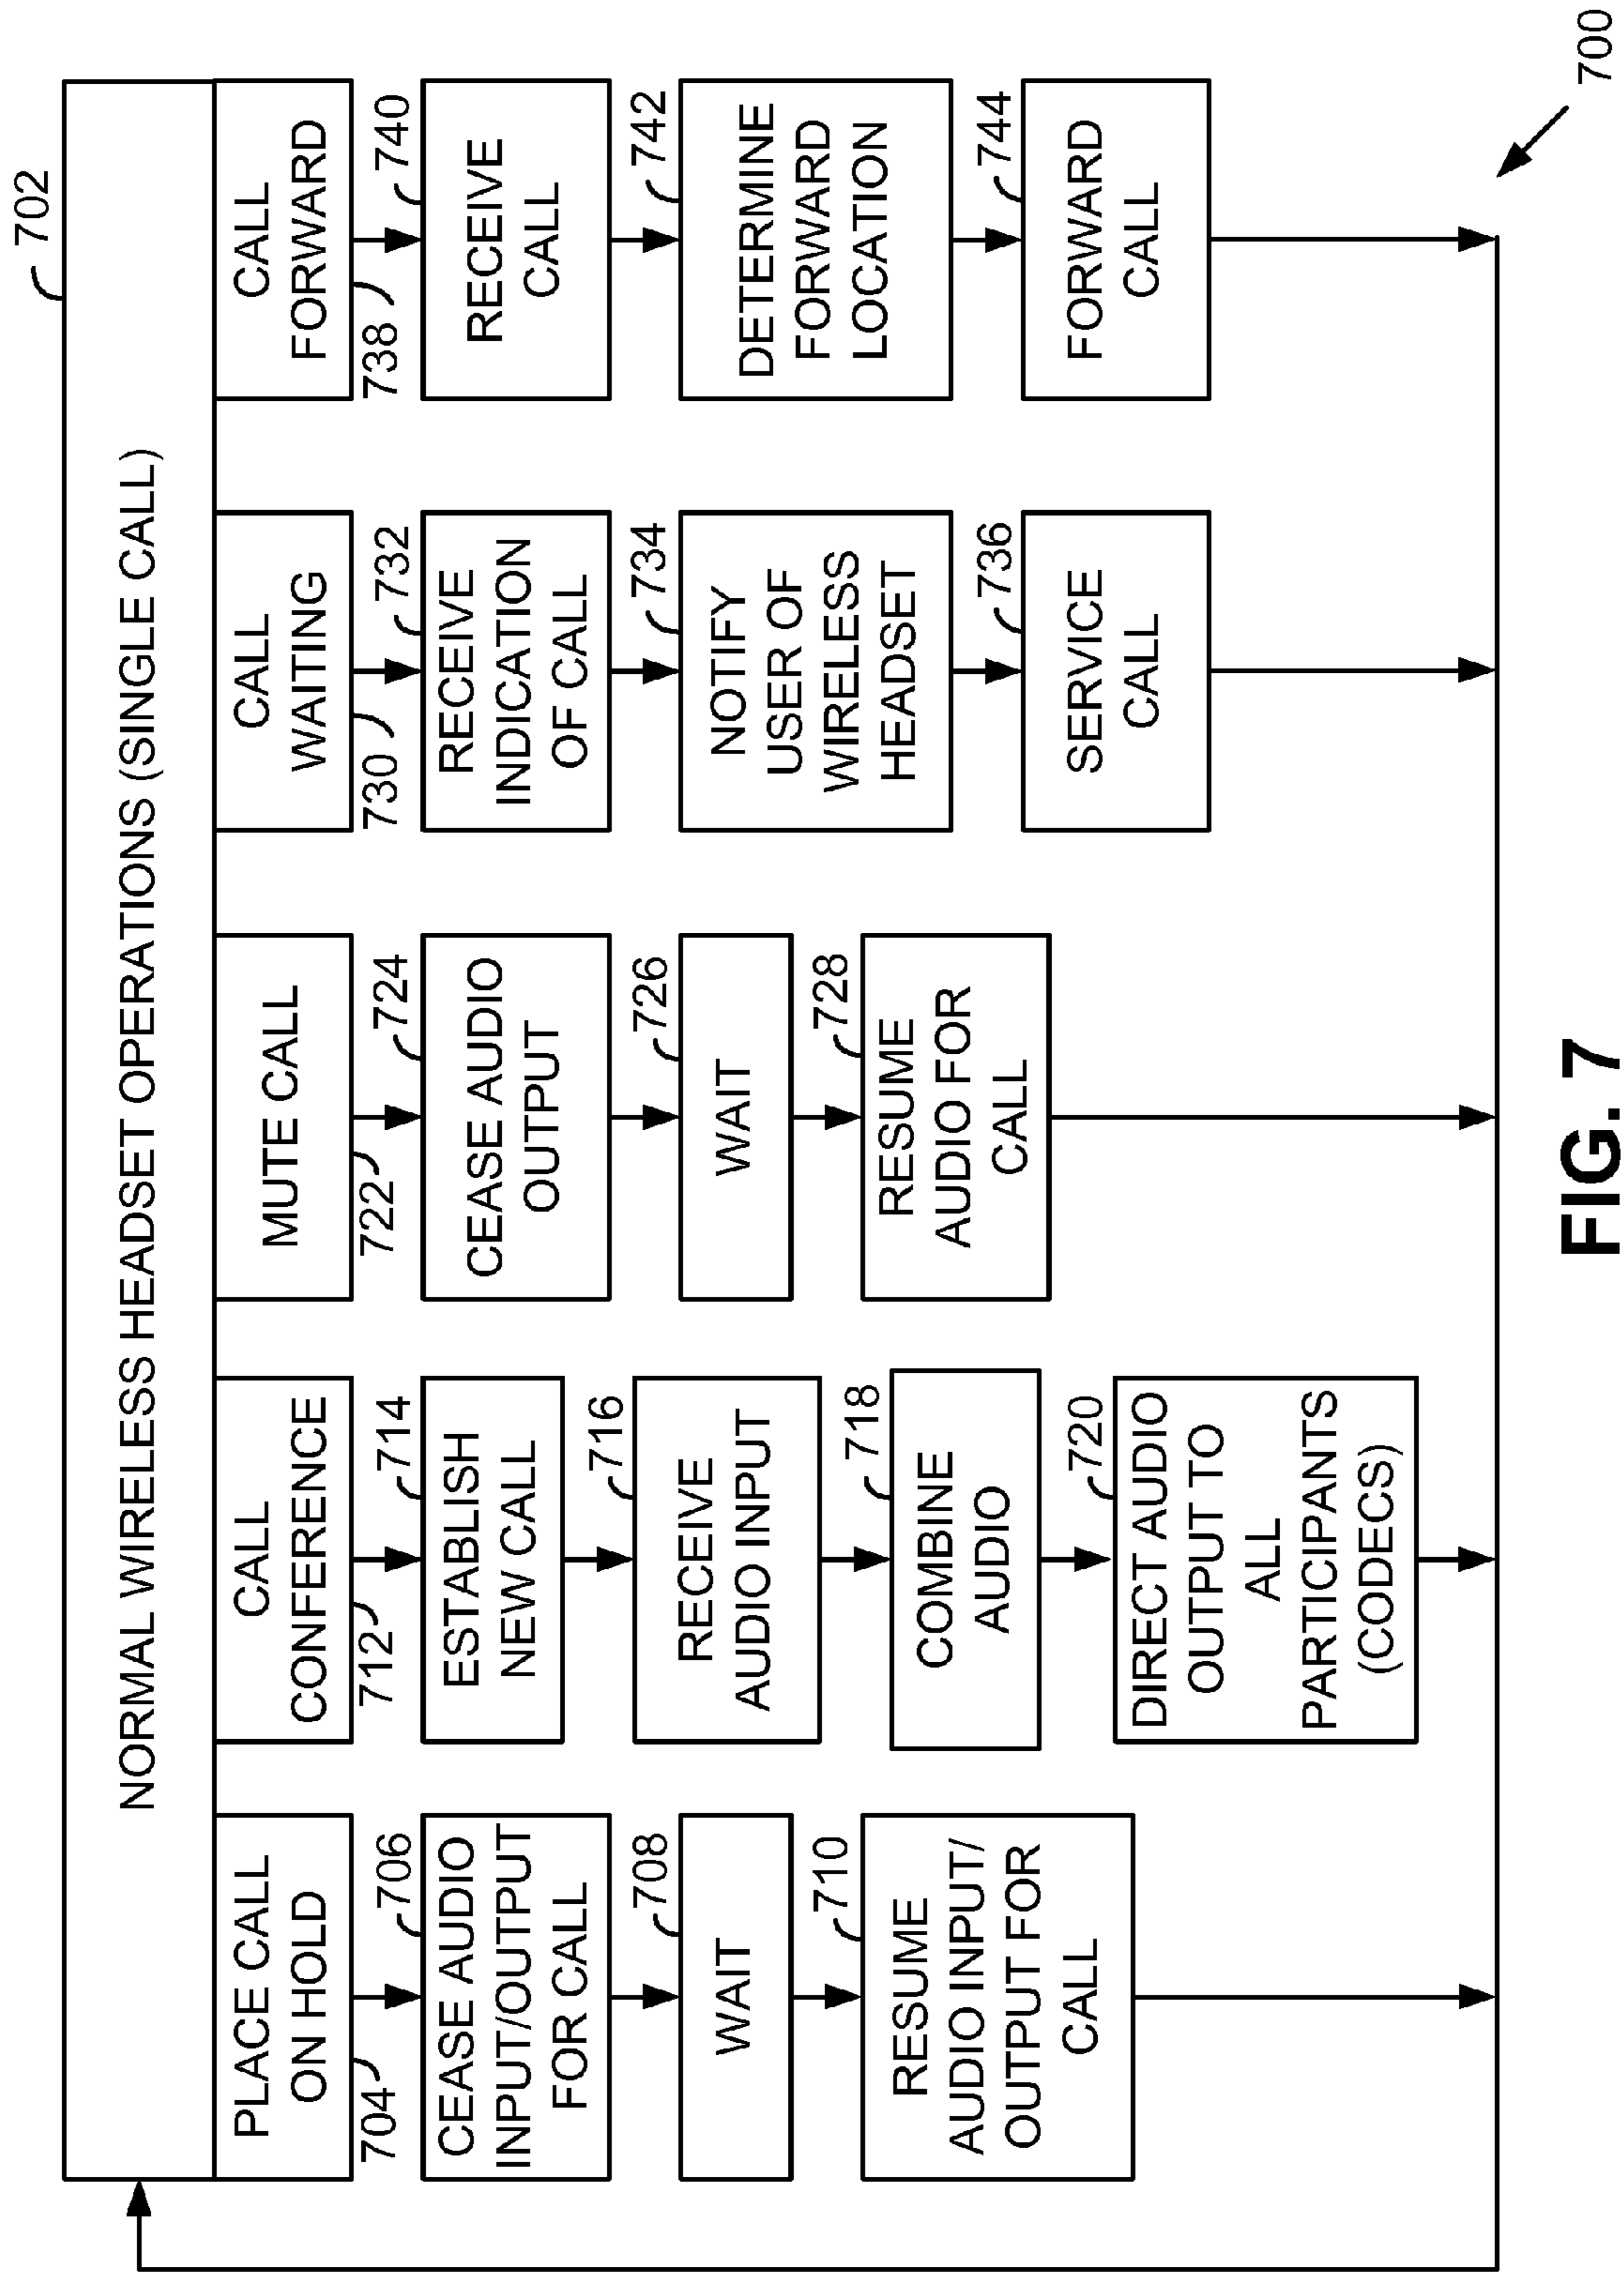 702
NORMAL WIRELESS HEADSET OPERATIONS (SINGLE CALL)
PLACE CALL
ON HOLD
704
706
CEASE AUDIO
INPUT/OUTPUT
FOR CALL
708
WAIT
710
RESUME
AUDIO INPUT/
OUTPUT FOR
CALL
CALL
CONFERENCE
712
714
ESTABLISH
NEW CALL
716
RECEIVE
AUDIO INPUT
718
COMBINE
AUDIO
720
DIRECT AUDIO
OUTPUT TO
ALL
PARTICIPANTS
(CODECS)
MUTE CALL
722
724
CEASE AUDIO
OUTPUT
726
WAIT
728
RESUME
AUDIO FOR
CALL
CALL
WAITING
730
732
RECEIVE
INDICATION
OF CALL
734
NOTIFY
USER OF
WIRELESS
HEADSET
736
SERVICE
CALL
CALL
FORWARD
738
740
RECEIVE
CALL
742
DETERMINE
FORWARD
LOCATION
744
FORWARD
CALL
700
FIG. 7